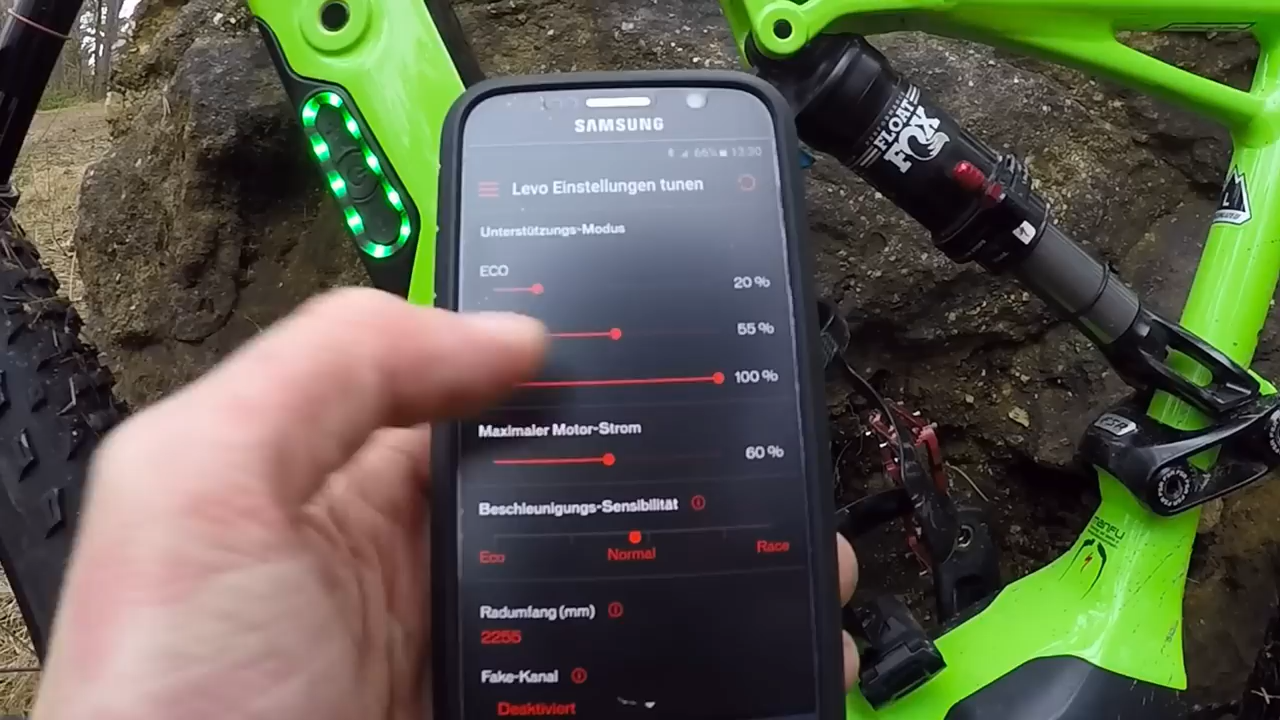 SAMSUNG
66% 13:30
Levo Einstellungen tunen
Unterstützungs-Modus
ECO
20 %
55 %
100 %
Maximaler Motor-Strom
60 %
Beschleunigungs-Sensibilität
Eco Normal Race
Radumfang (mm)
2255
Fake-Kanal
Deaktiviert
FLOAT
FOX